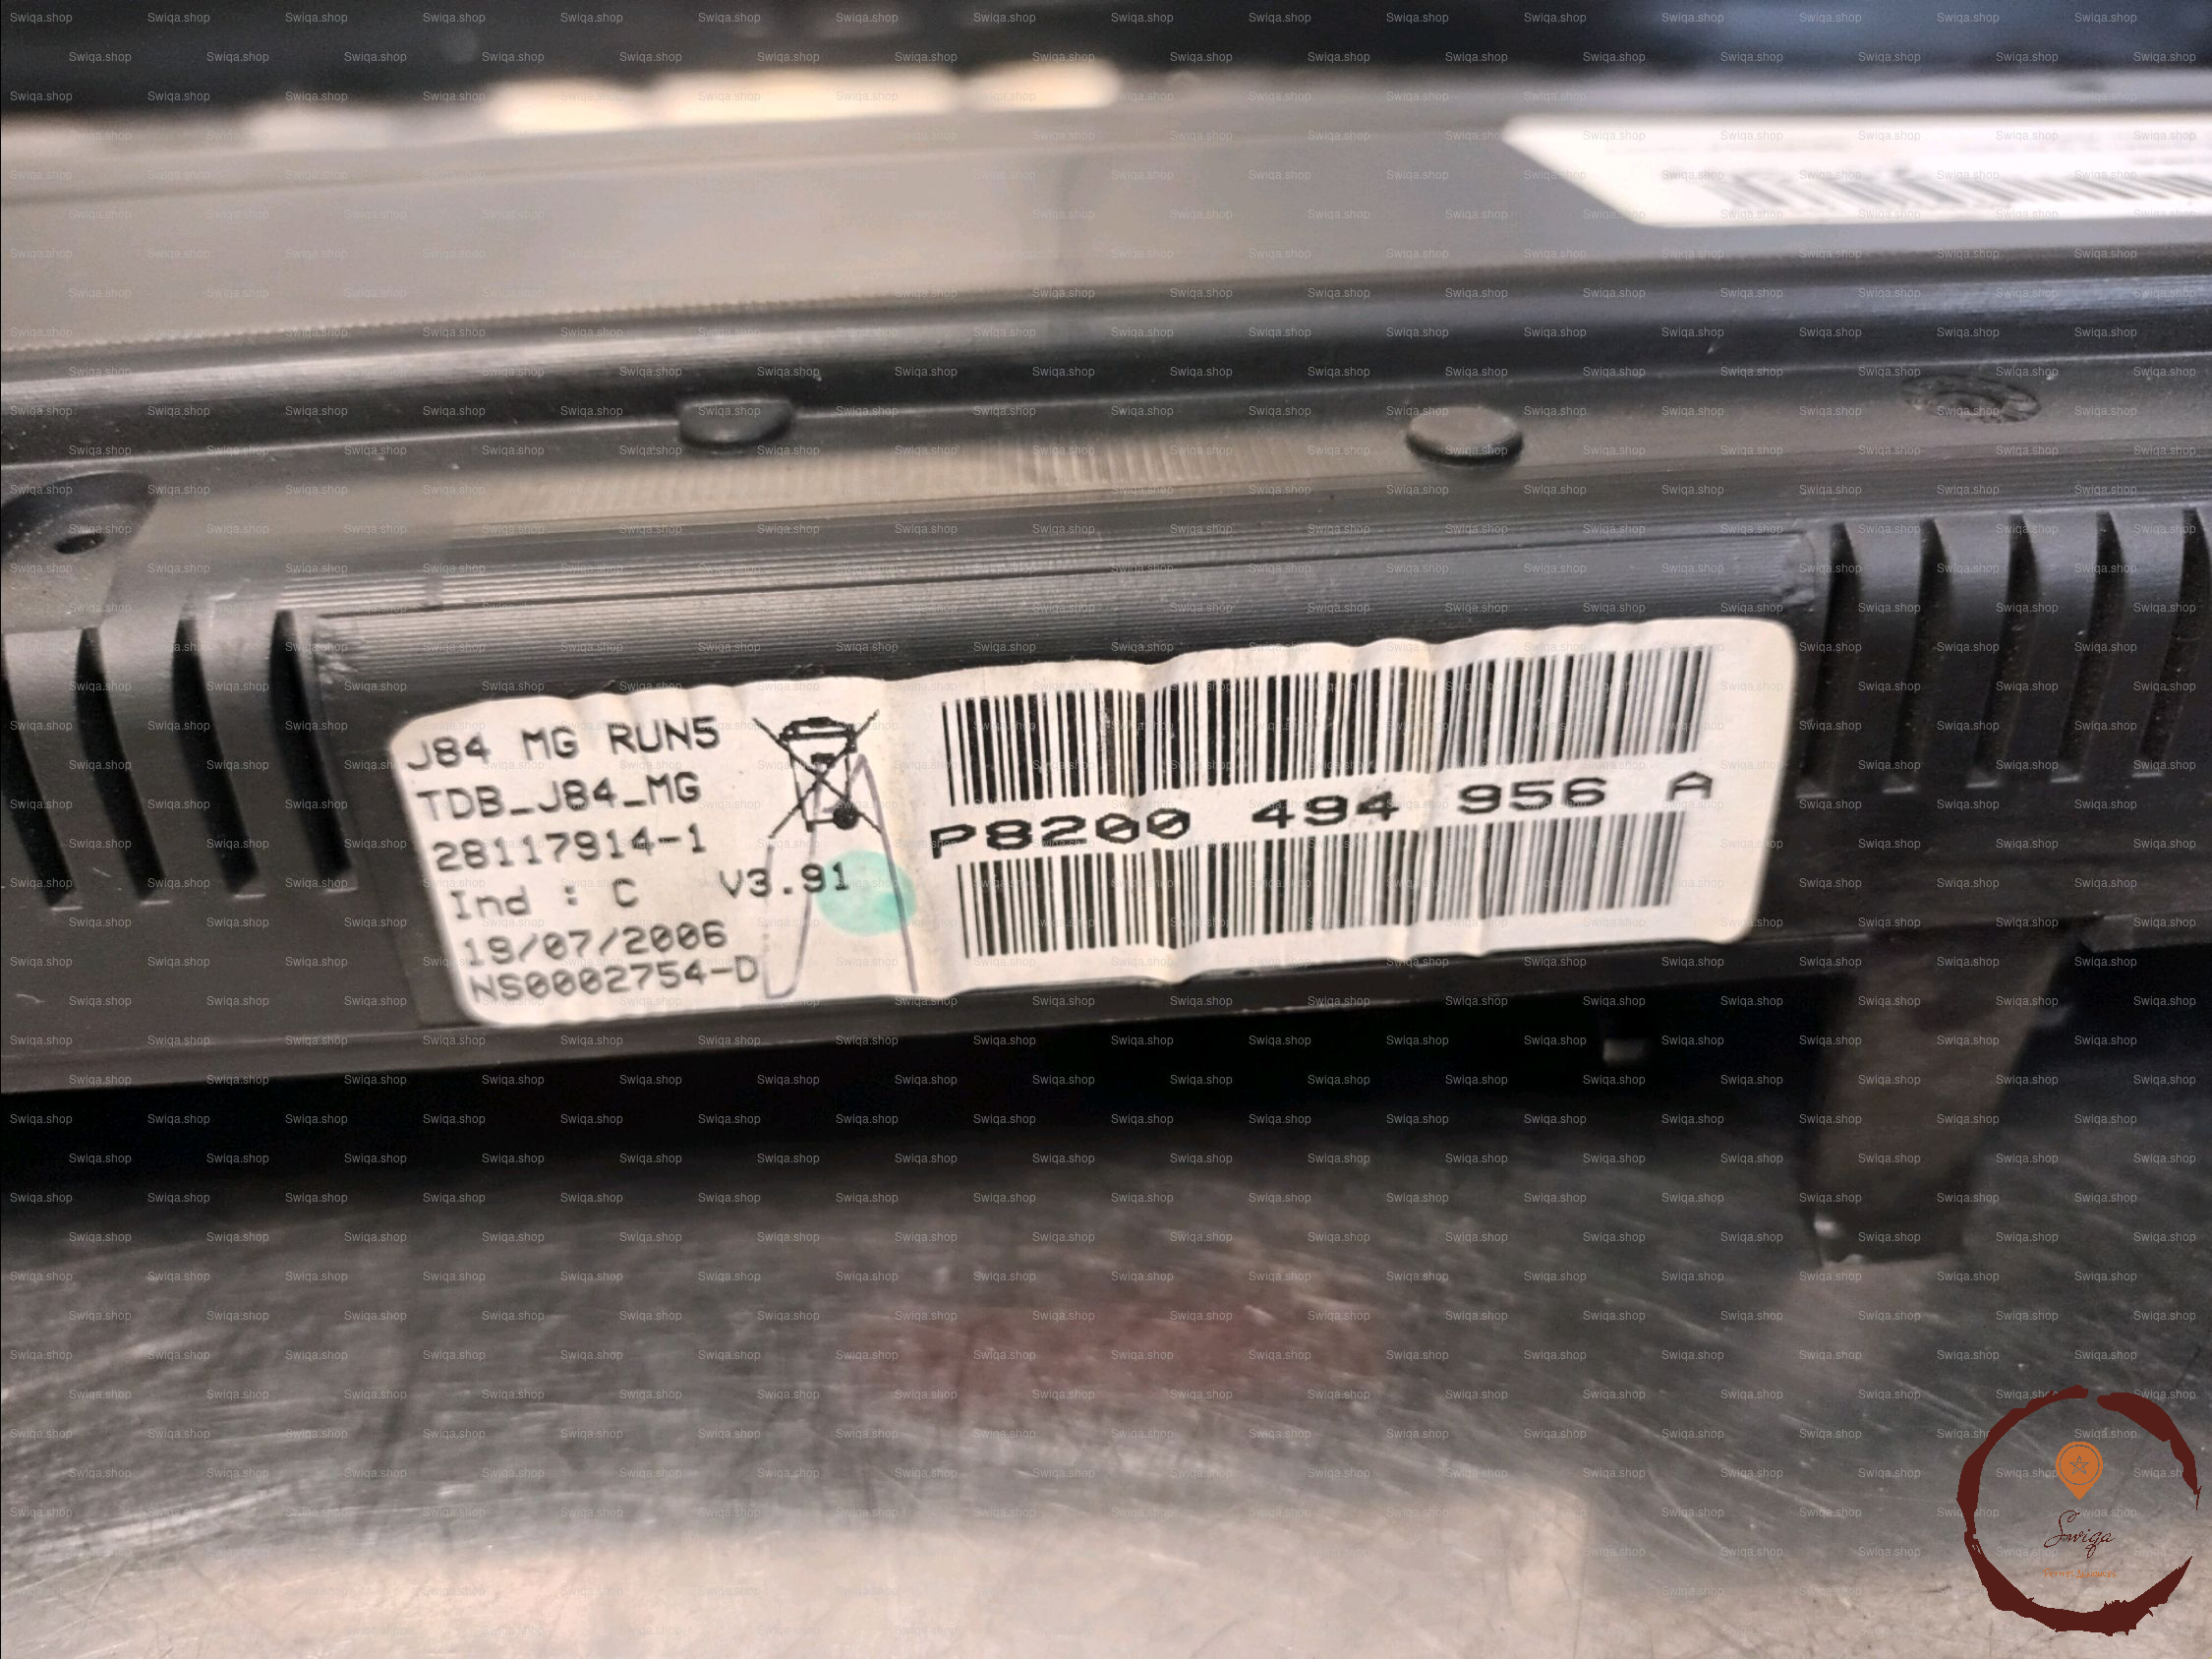 J84 MG RUN5
TDB_J84_MG
28117914-1
Ind : C V3.91
19/07/2006
NS0002754-D
P8200 494 956 A
Swiqa.shop
Swiqa